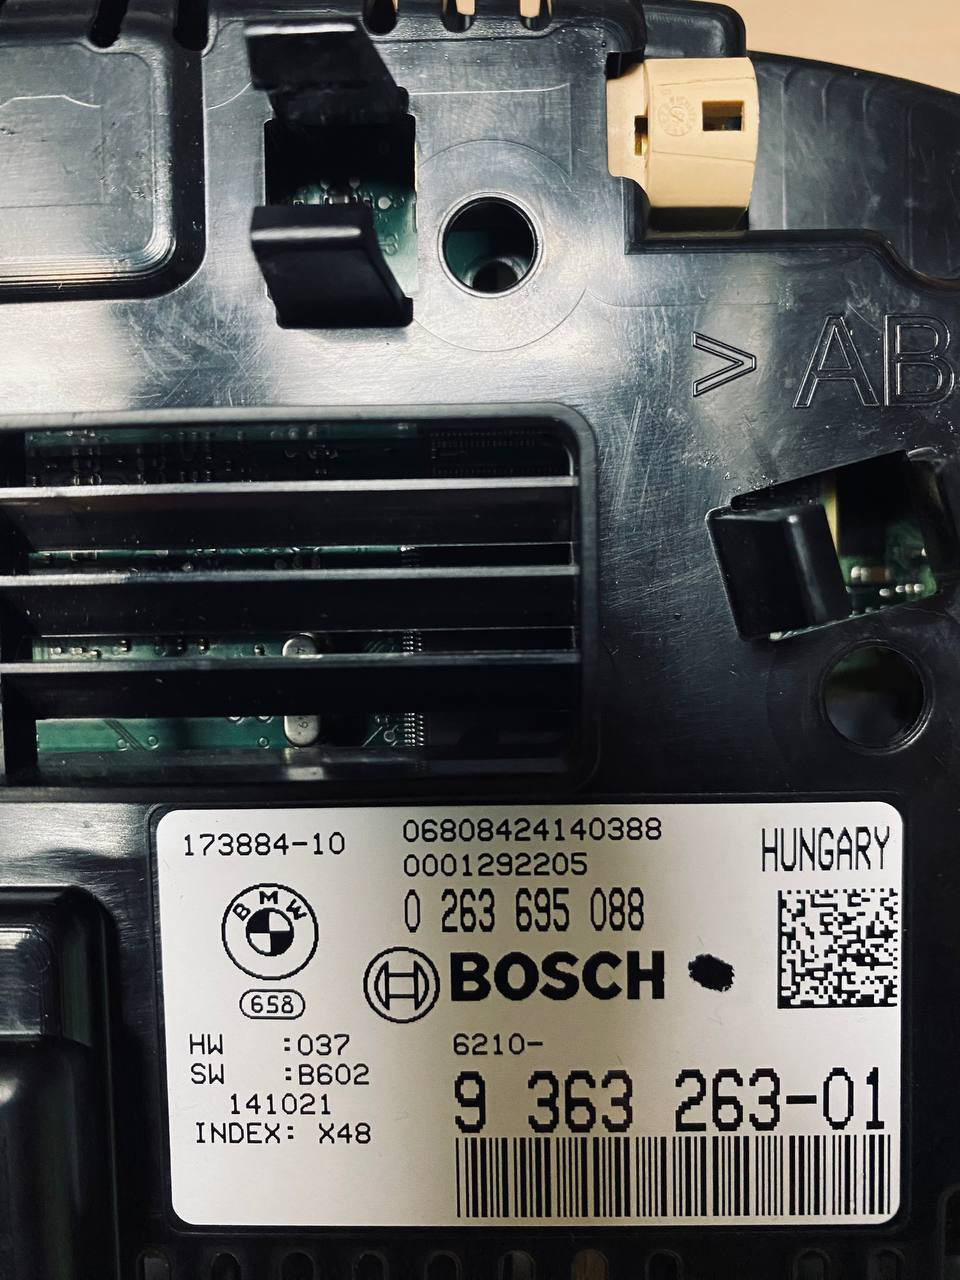 > AB
173884-10
06808424140388
0001292205
HUNGARY
0 263 695 088
BMW
BOSCH
658
HW :037
6210-
SW :B602
9 363 263-01
141021
INDEX: X48